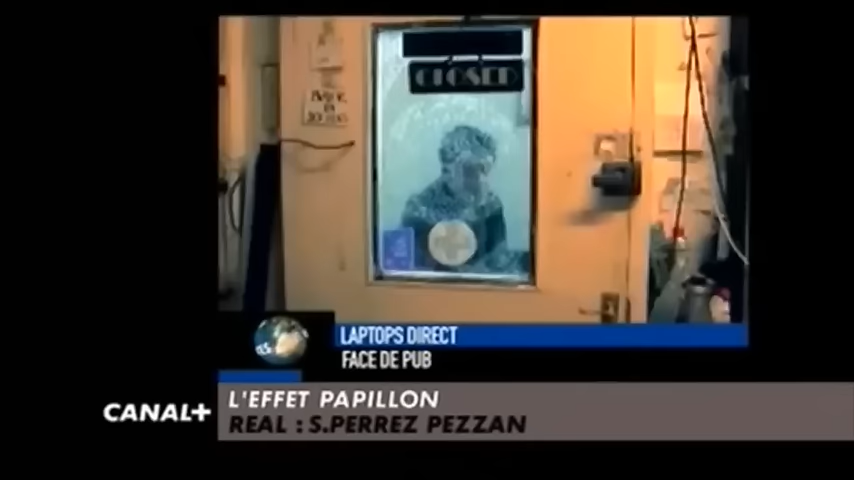 CLOSED
LAPTOPS DIRECT
FACE DE PUB
CANAL+
L'EFFET PAPILLON
REAL : S.PERREZ PEZZAN